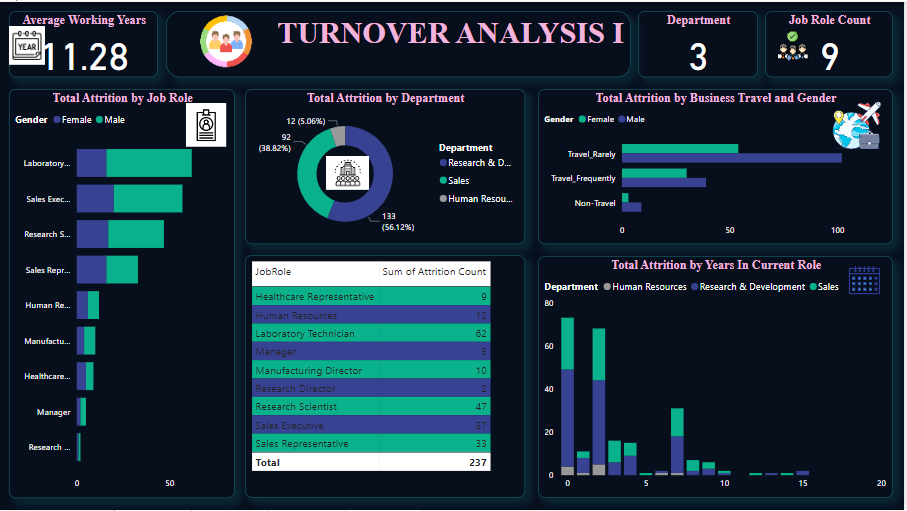 Average Working Years
YEAR
11.28
TURNOVER ANALYSIS I
Department
3
Job Role Count
9
Total Attrition by Job Role
Gender Female Male
Laboratory...
Sales Exec...
Research S...
Sales Repr...
Human Re...
Manufactu...
Healthcare...
Manager
Research ...
0 50
Total Attrition by Department
12 (5.06%)
92
(38.82%)
133
(56.12%)
Department
Research & D...
Sales
Human Resou...
Total Attrition by Business Travel and Gender
Gender Female Male
Travel_Rarely
Travel_Frequently
Non-Travel
0 50 100
JobRole Sum of Attrition Count
Healthcare Representative 9
Human Resources 12
Laboratory Technician 62
Manager 5
Manufacturing Director 10
Research Director 2
Research Scientist 47
Sales Executive 57
Sales Representative 33
Total 237
Total Attrition by Years In Current Role
Department Human Resources Research & Development Sales
80
60
40
20
0
0 5 10 15 20